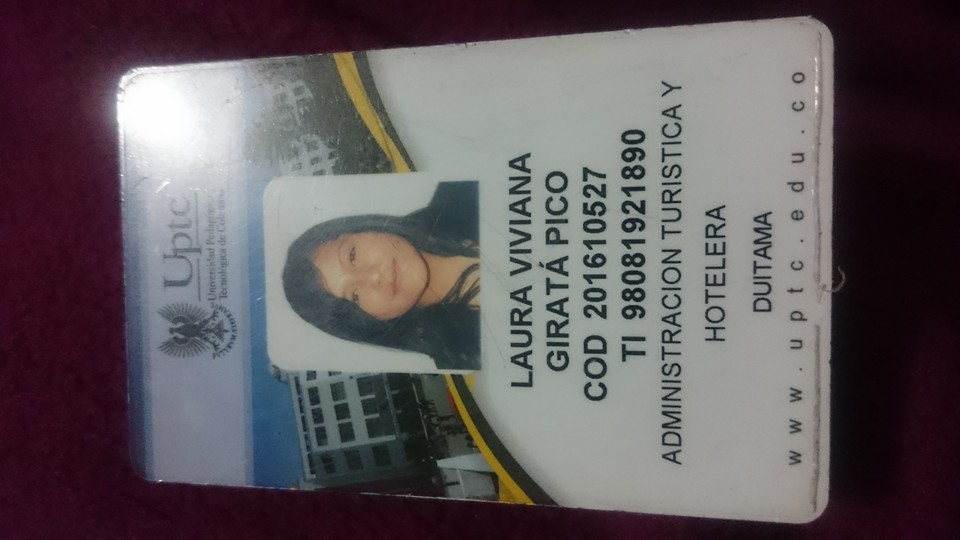 Uptc
Universidad Pedagógica
Tecnológica de Colombia
LAURA VIVIANA
GIRATÁ PICO
COD 201610527
TI 98081921890
ADMINISTRACION TURISTICA Y
HOTELERA
DUITAMA
www.uptc.edu.co